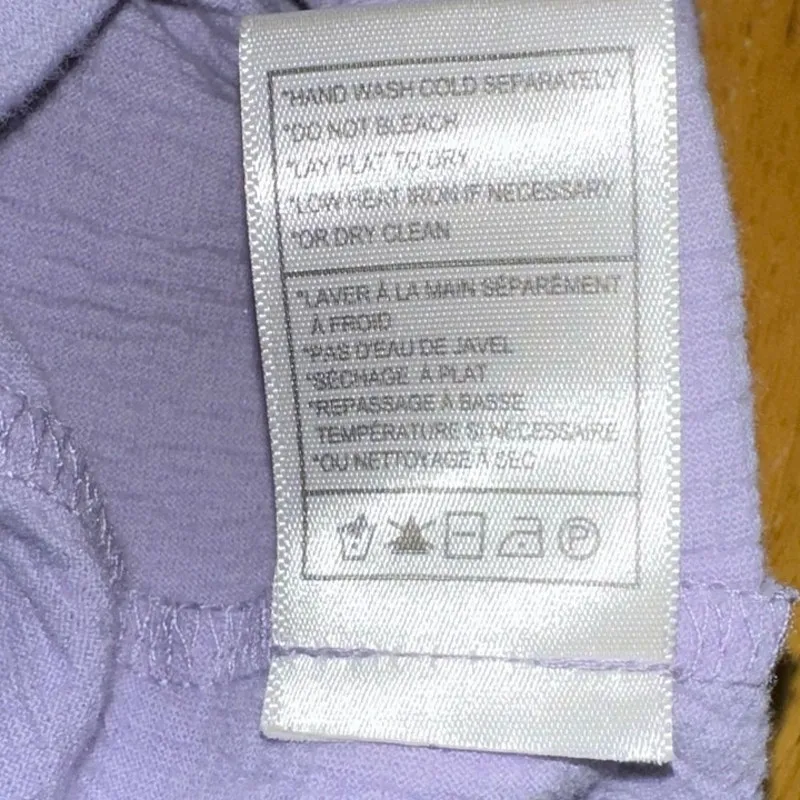 *HAND WASH COLD SEPARATELY
*DO NOT BLEACH
*LAY FLAT TO DRY
*LOW HEAT IRON IF NECESSARY
*OR DRY CLEAN
*LAVER À LA MAIN SÉPARÉMENT
À FROID
*PAS D'EAU DE JAVEL
*SÉCHAGE À PLAT
*REPASSAGE À BASSE
TEMPÉRATURE SI NÉCESSAIRE
*OU NETTOYAGE À SEC
P